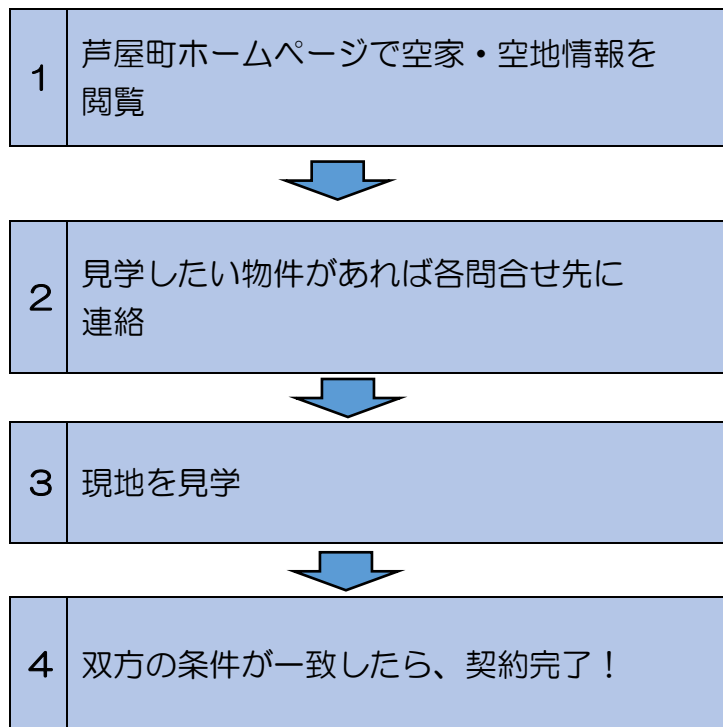 1
芦屋町ホームページで空家・空地情報を
閲覧
2
見学したい物件があれば各問合せ先に
連絡
3
現地を見学
4
双方の条件が一致したら、契約完了！